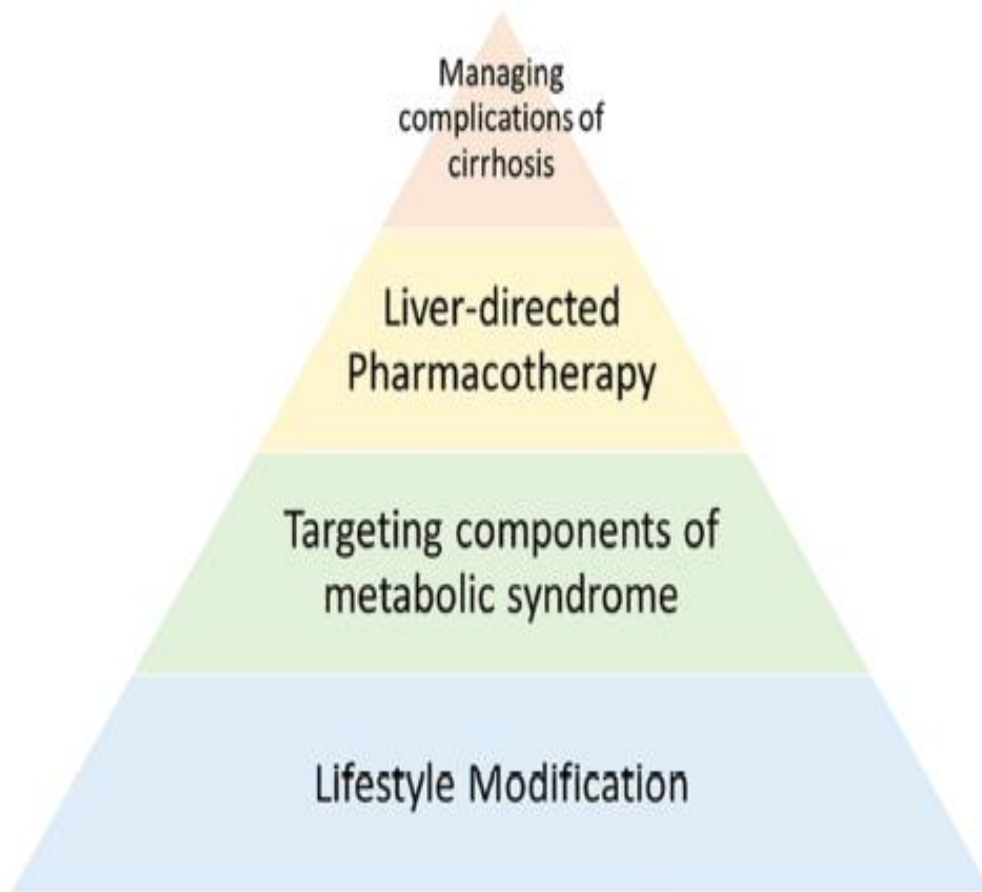 Managing
complications of
cirrhosis
Liver-directed
Pharmacotherapy
Targeting components of
metabolic syndrome
Lifestyle Modification